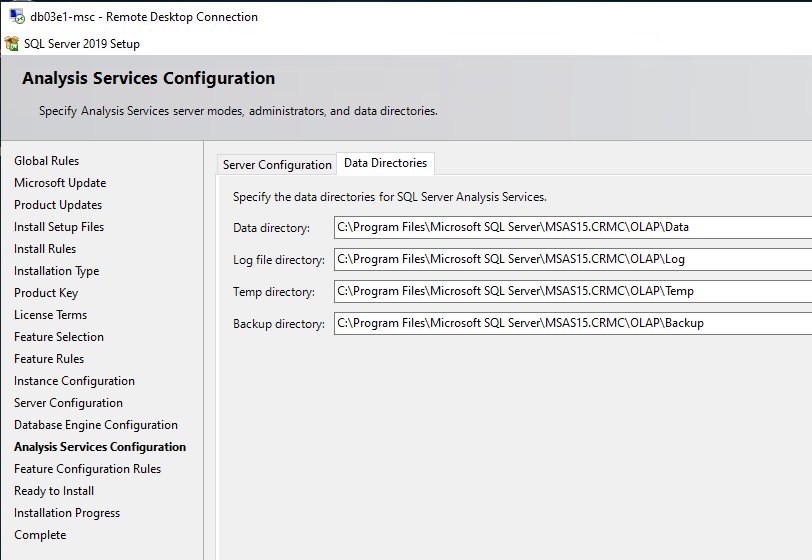 db03e1-msc - Remote Desktop Connection
SQL Server 2019 Setup
Analysis Services Configuration
Specify Analysis Services server modes, administrators, and data directories.
Global Rules
Microsoft Update
Product Updates
Install Setup Files
Install Rules
Installation Type
Product Key
License Terms
Feature Selection
Feature Rules
Instance Configuration
Server Configuration
Database Engine Configuration
Analysis Services Configuration
Feature Configuration Rules
Ready to Install
Installation Progress
Complete
Server Configuration Data Directories
Specify the data directories for SQL Server Analysis Services.
Data directory: C:\Program Files\Microsoft SQL Server\MSAS15.CRMC\OLAP\Data
Log file directory: C:\Program Files\Microsoft SQL Server\MSAS15.CRMC\OLAP\Log
Temp directory: C:\Program Files\Microsoft SQL Server\MSAS15.CRMC\OLAP\Temp
Backup directory: C:\Program Files\Microsoft SQL Server\MSAS15.CRMC\OLAP\Backup